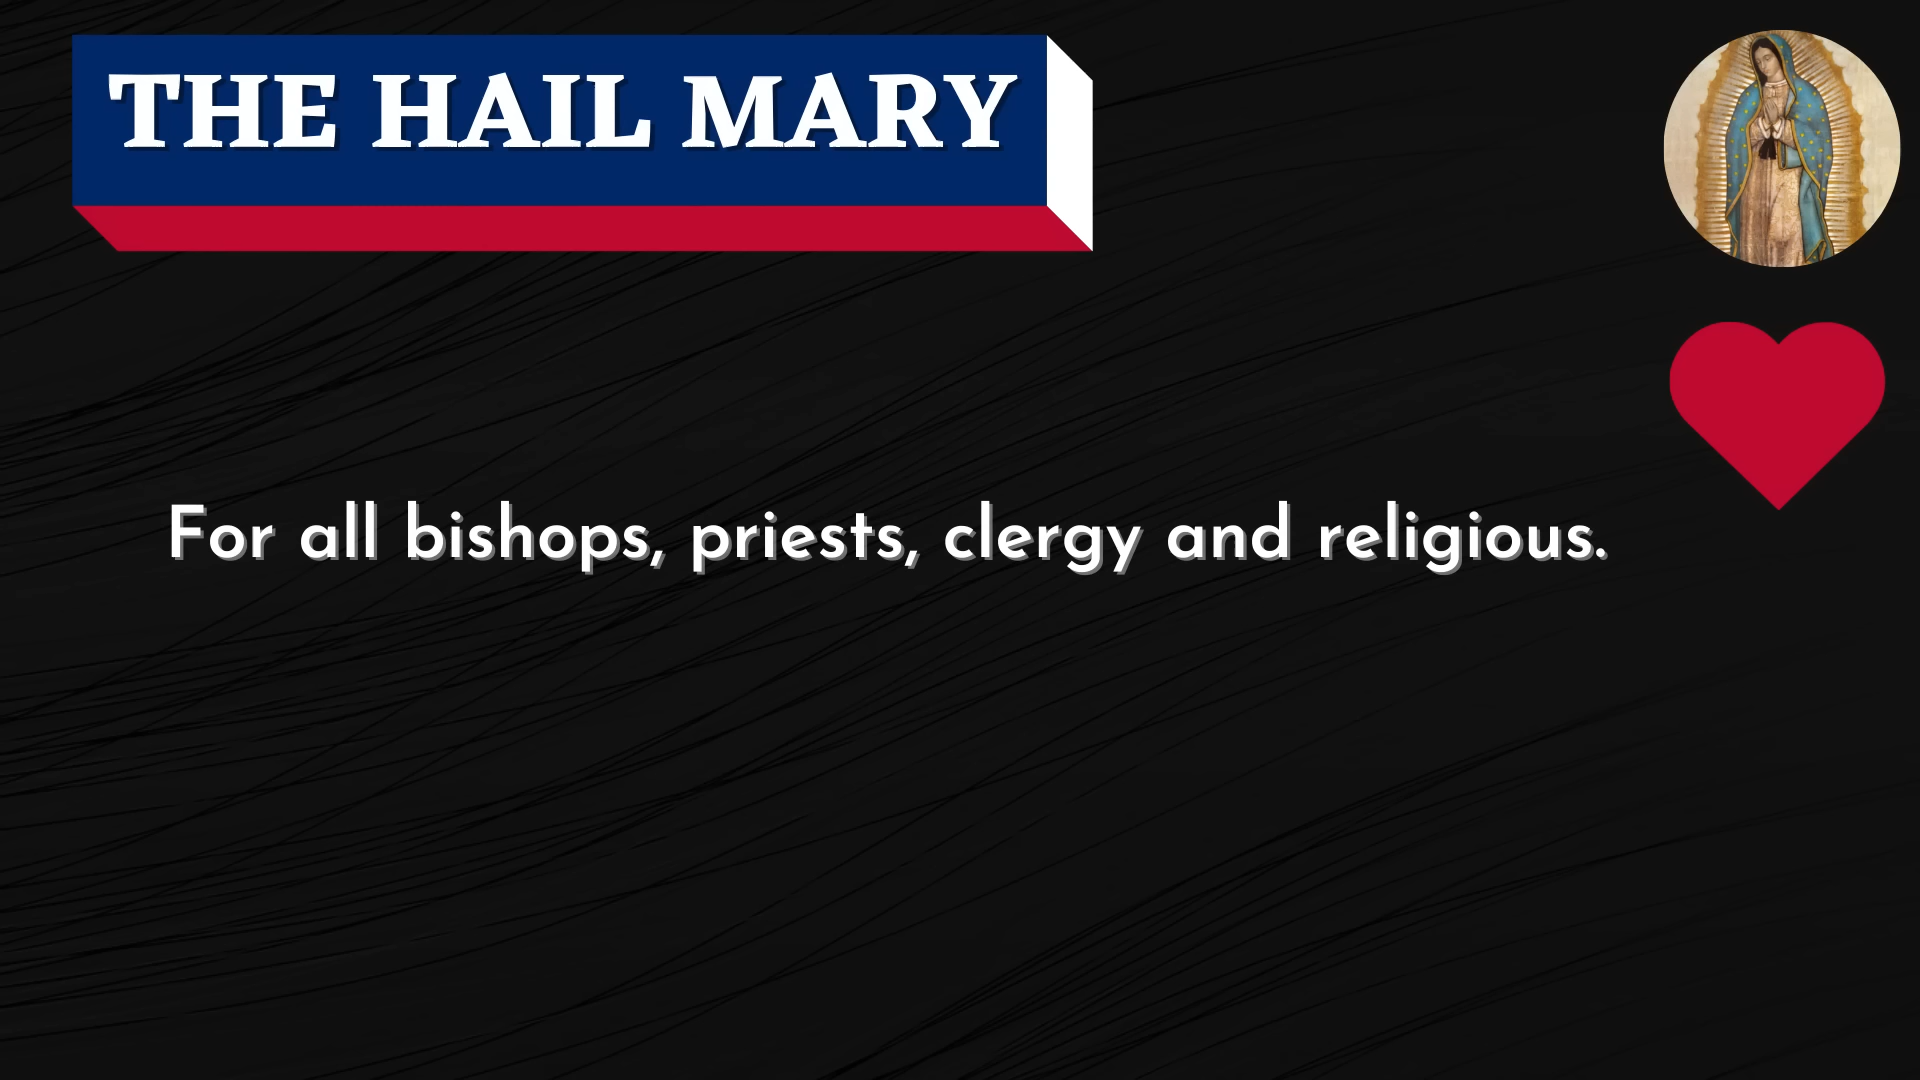 THE HAIL MARY
For all bishops, priests, clergy and religious.